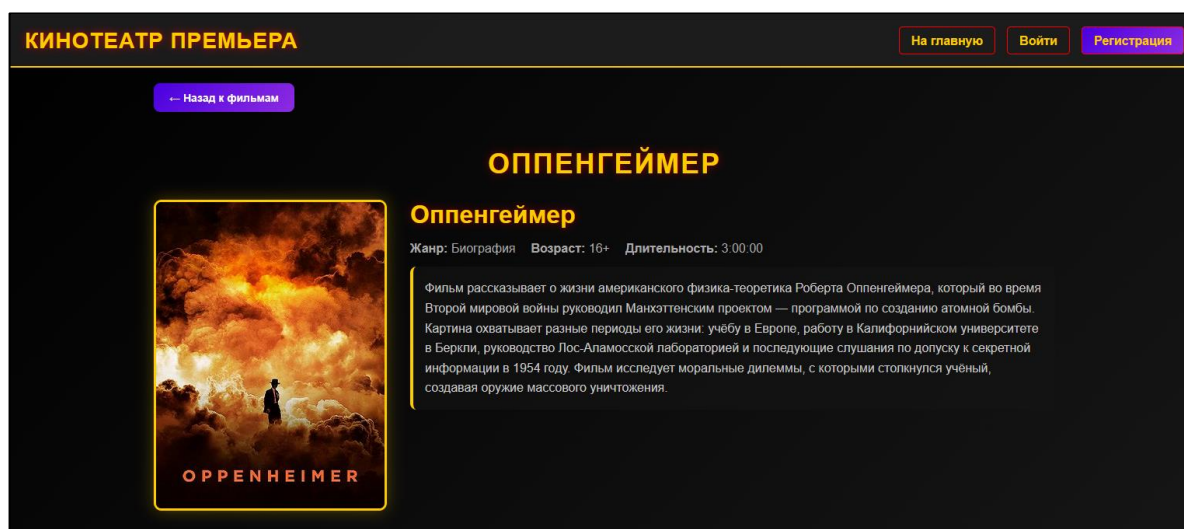 КИНОТЕАТР ПРЕМЬЕРА
На главную
Войти
Регистрация
← Назад к фильмам
ОППЕНГЕЙМЕР
Оппенгеймер
Жанр: Биография Возраст: 16+ Длительность: 3:00:00
Фильм рассказывает о жизни американского физика-теоретика Роберта Оппенгеймера, который во время
Второй мировой войны руководил Манхэттенским проектом — программой по созданию атомной бомбы.
Картина охватывает разные периоды его жизни: учёбу в Европе, работу в Калифорнийском университете
в Беркли, руководство Лос-Аламосской лабораторией и последующие слушания по допуску к секретной
информации в 1954 году. Фильм исследует моральные дилеммы, с которыми столкнулся учёный,
создавая оружие массового уничтожения.
OPPENHEIMER